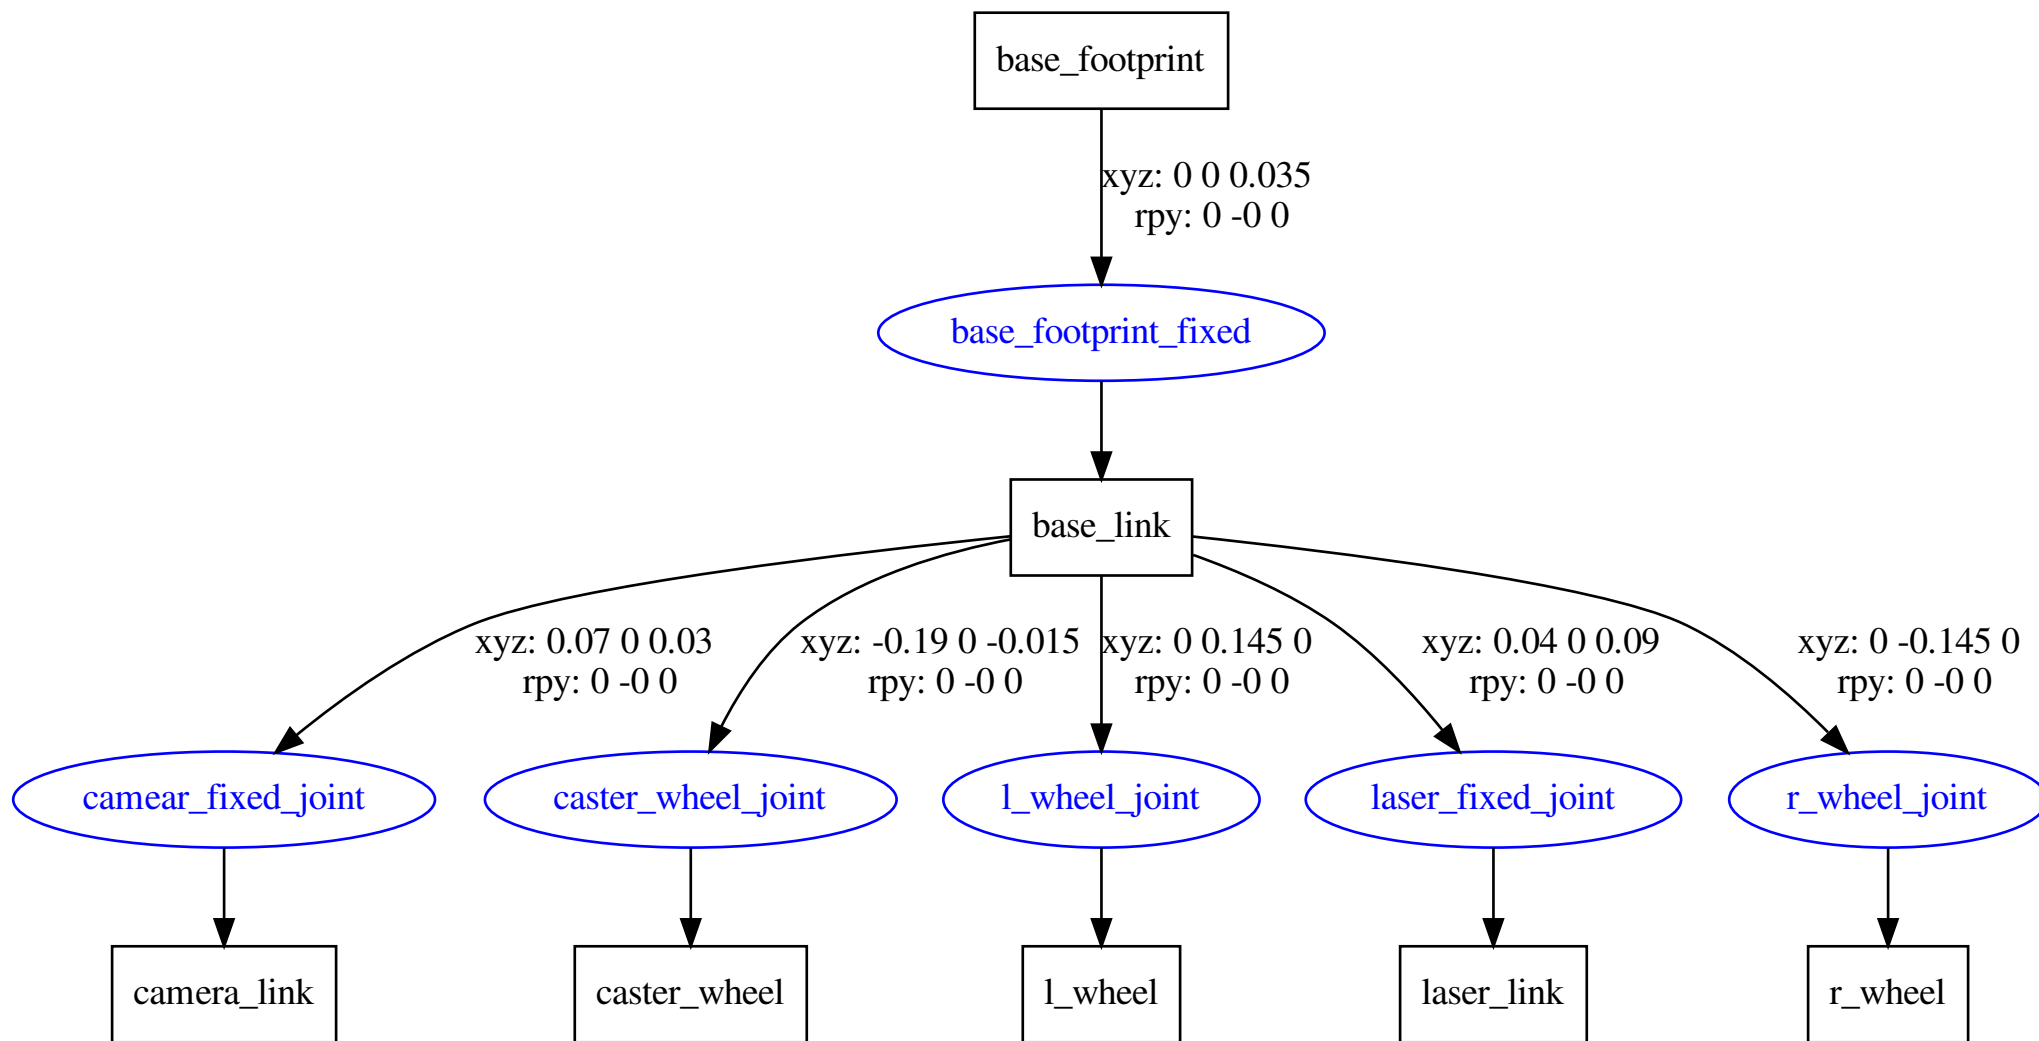 base_footprint
xyz: 0 0 0.035
rpy: 0 -0 0
base_footprint_fixed
base_link
xyz: 0.07 0 0.03
rpy: 0 -0 0
xyz: -0.19 0 -0.015
rpy: 0 -0 0
xyz: 0 0.145 0
rpy: 0 -0 0
xyz: 0.04 0 0.09
rpy: 0 -0 0
xyz: 0 -0.145 0
rpy: 0 -0 0
camear_fixed_joint
caster_wheel_joint
l_wheel_joint
laser_fixed_joint
r_wheel_joint
camera_link
caster_wheel
l_wheel
laser_link
r_wheel